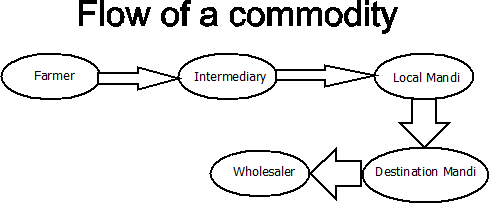 Flow of a commodity
Farmer
Intermediary
Local Mandi
Destination Mandi
Wholesaler